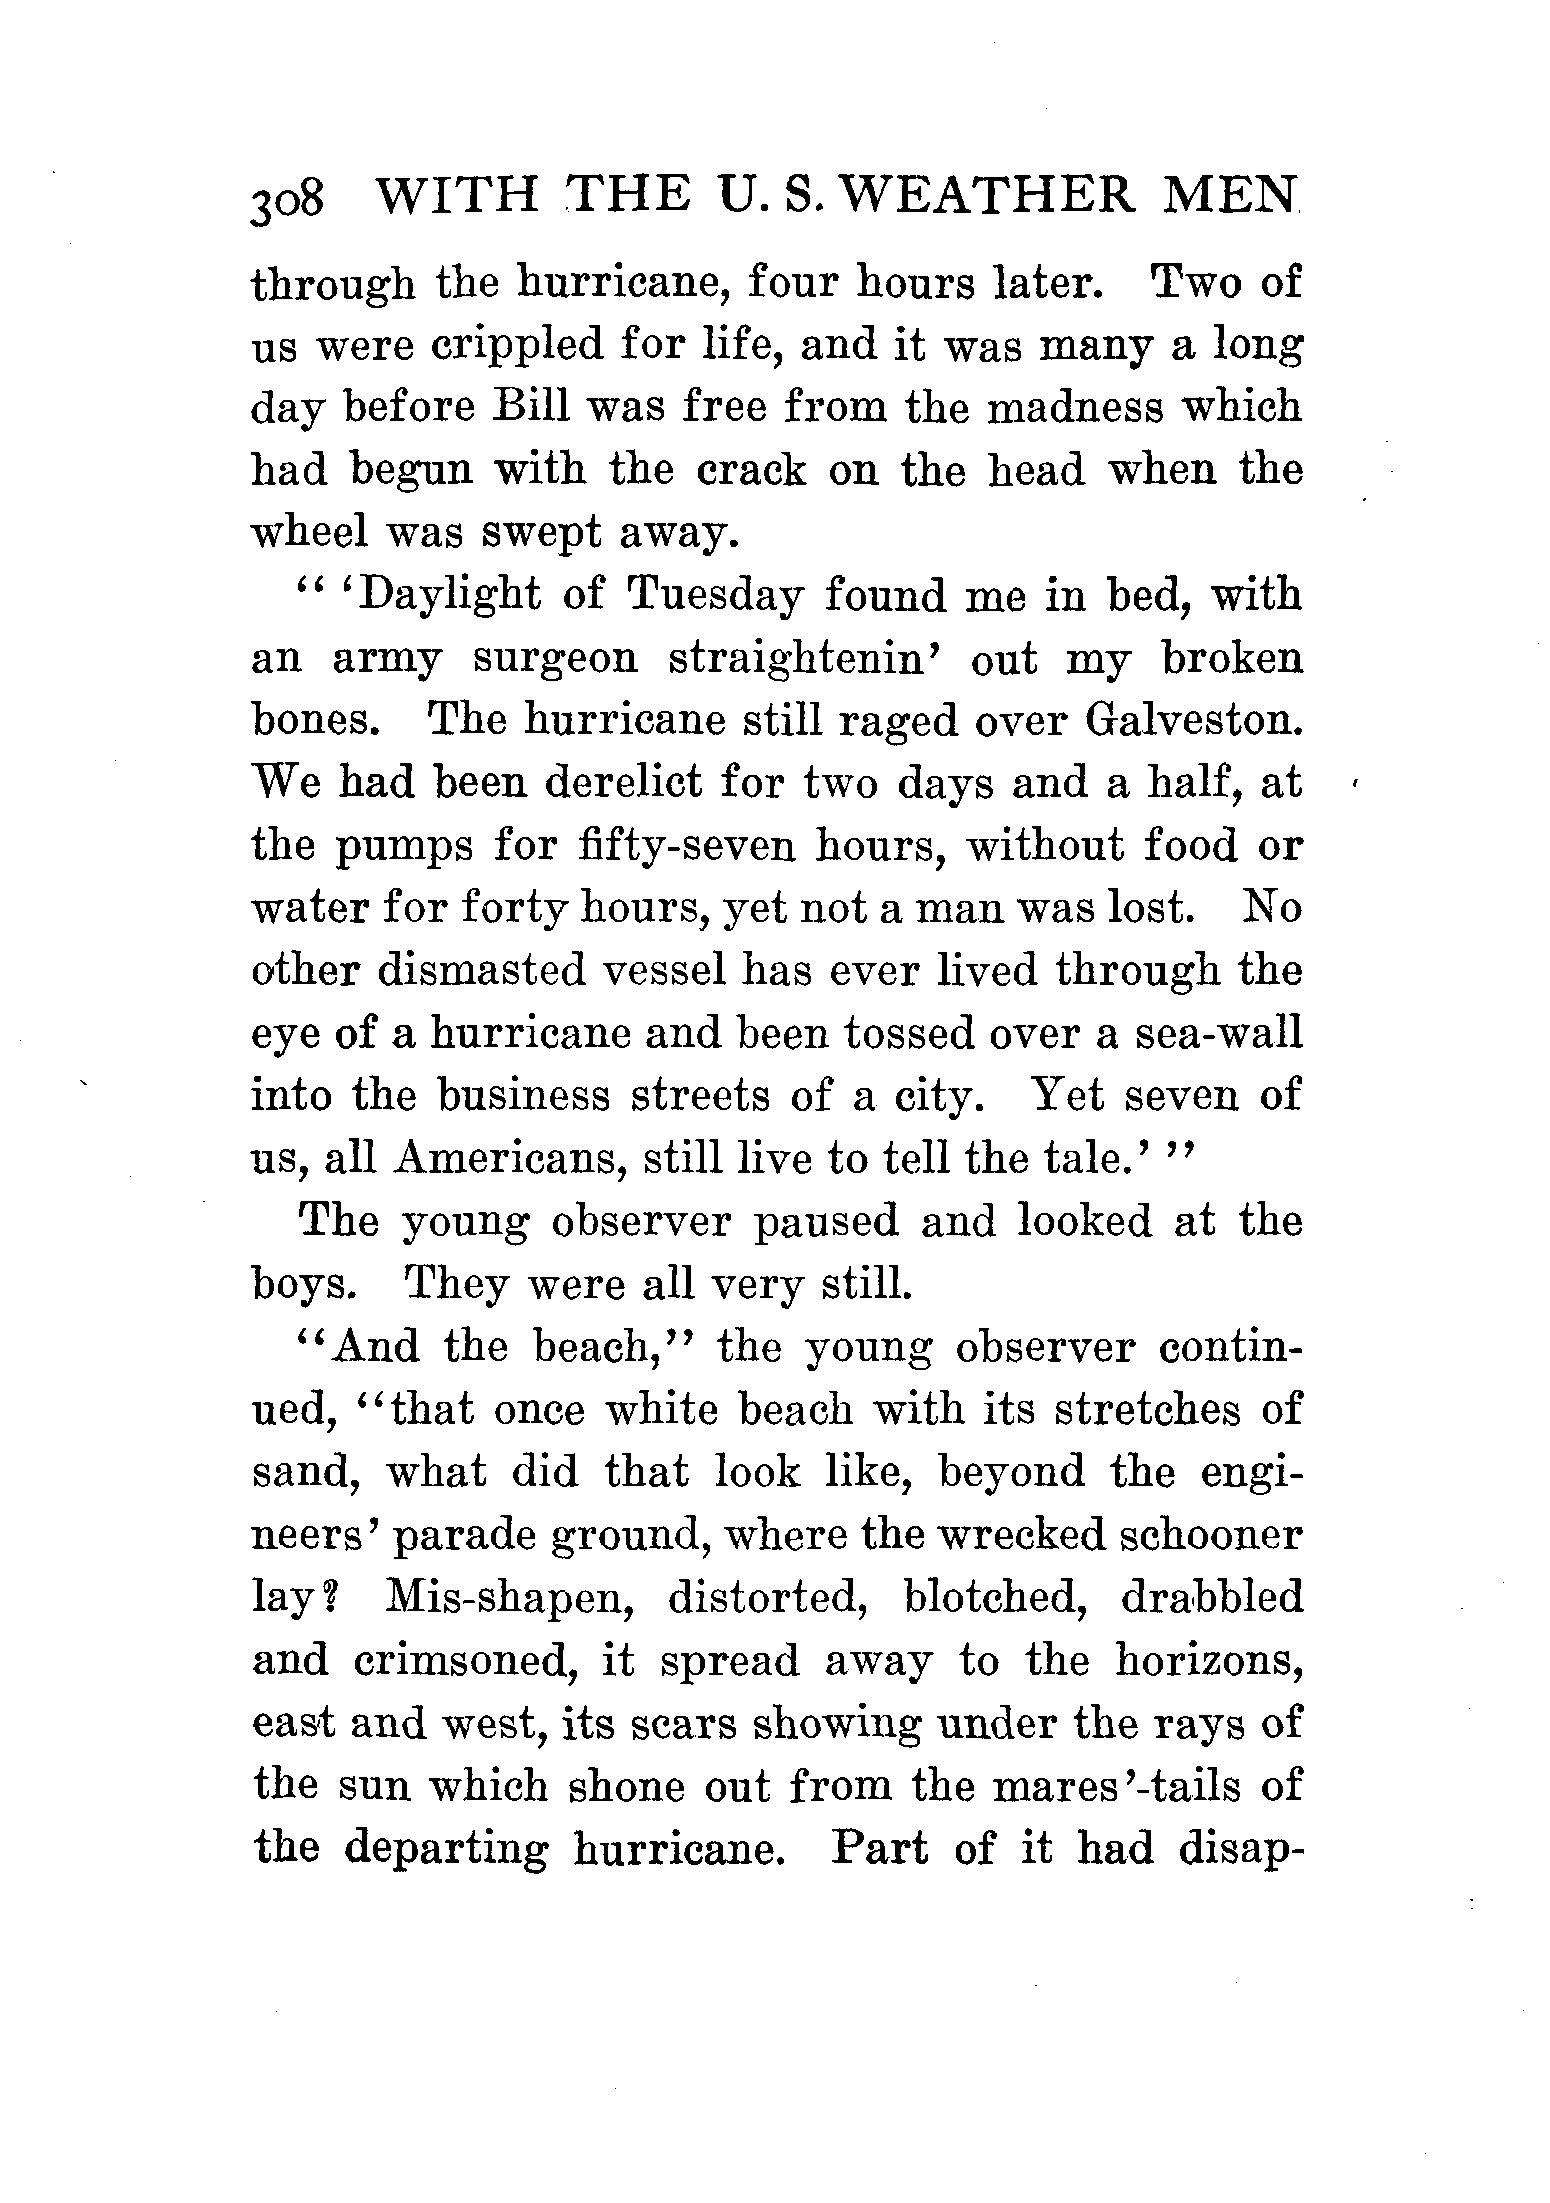 308 WITH THE U. S. WEATHER MEN
through the hurricane, four hours later. Two of
us were crippled for life, and it was many a long
day before Bill was free from the madness which
had begun with the crack on the head when the
wheel was swept away.
“ ‘Daylight of Tuesday found me in bed, with
an army surgeon straightenin’ out my broken
bones. The hurricane still raged over Galveston.
We had been derelict for two days and a half, at
the pumps for fifty-seven hours, without food or
water for forty hours, yet not a man was lost. No
other dismasted vessel has ever lived through the
eye of a hurricane and been tossed over a sea-wall
into the business streets of a city. Yet seven of
us, all Americans, still live to tell the tale.’ ”
The young observer paused and looked at the
boys. They were all very still.
“And the beach,” the young observer contin-
ued, “that once white beach with its stretches of
sand, what did that look like, beyond the engi-
neers’ parade ground, where the wrecked schooner
lay? Mis-shapen, distorted, blotched, drabbled
and crimsoned, it spread away to the horizons,
east and west, its scars showing under the rays of
the sun which shone out from the mares’-tails of
the departing hurricane. Part of it had disap-